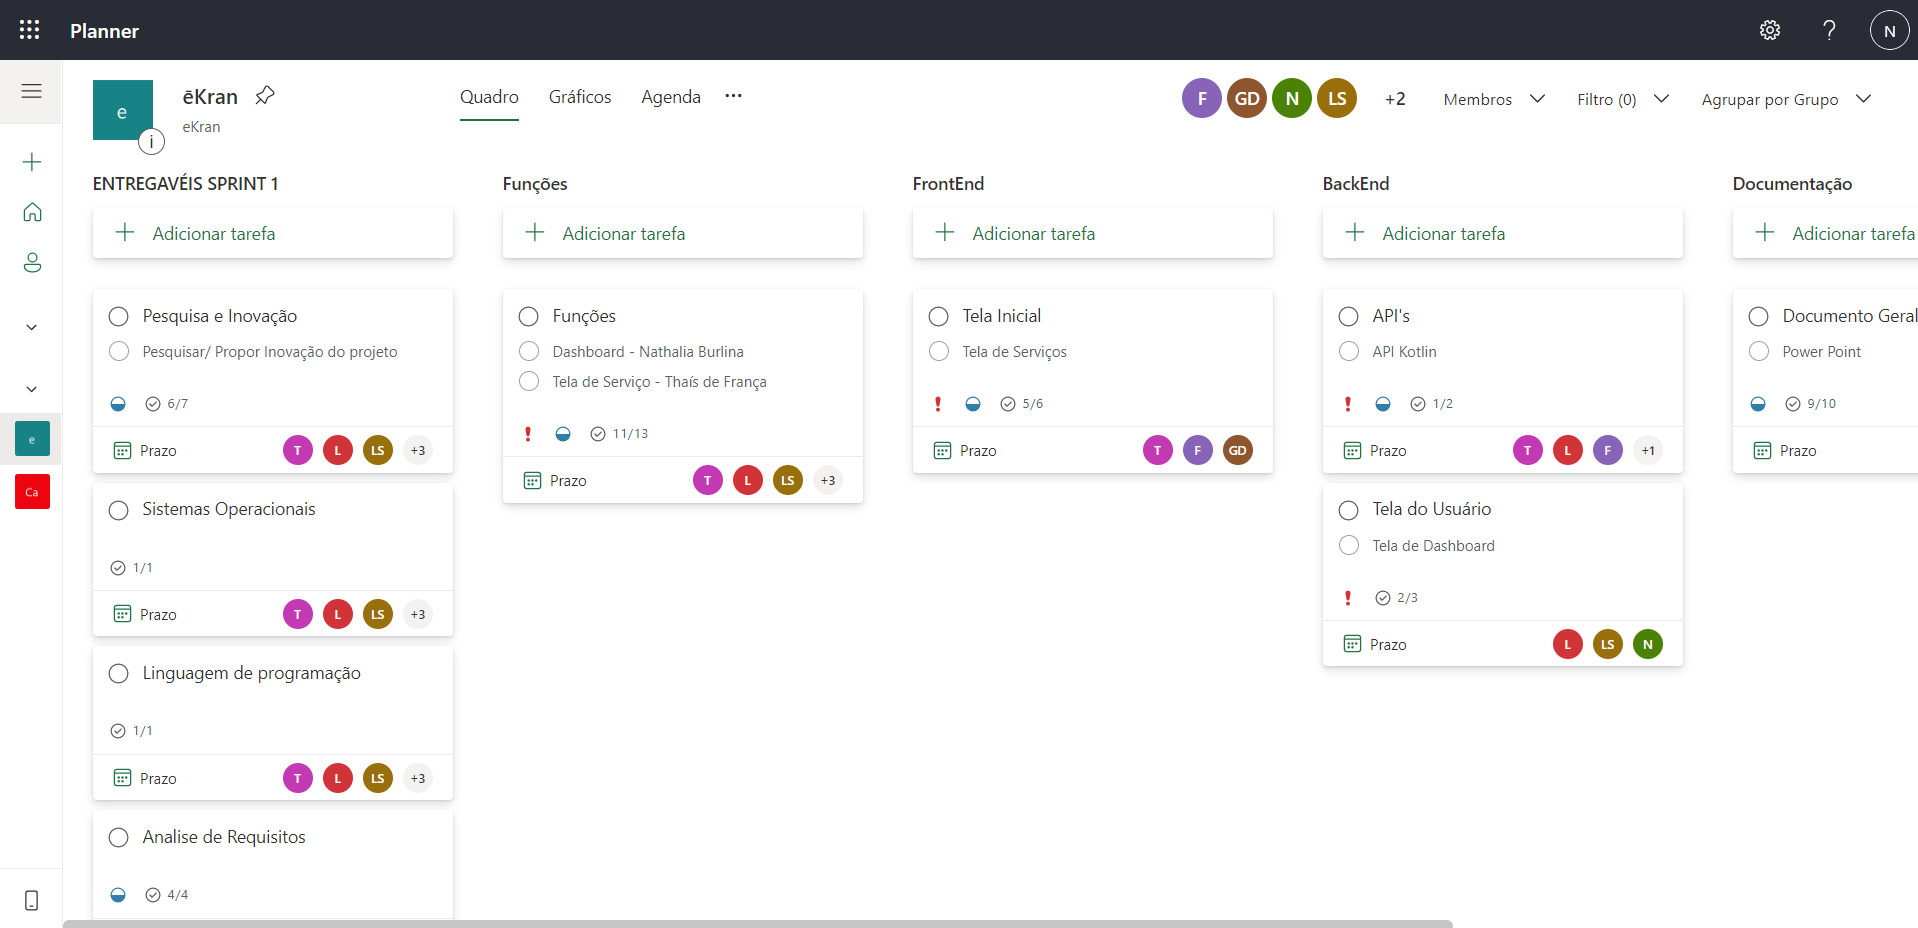 Planner
N
e
i
ēKran
eKran
Quadro
Gráficos
Agenda
F
GD
N
LS
+2
Membros
Filtro (0)
Agrupar por Grupo
e
Ca
ENTREGAVÉIS SPRINT 1
Adicionar tarefa
Pesquisa e Inovação
Pesquisar/ Propor Inovação do projeto
6/7
Prazo
T
L
LS
+3
Sistemas Operacionais
1/1
Prazo
T
L
LS
+3
Linguagem de programação
1/1
Prazo
T
L
LS
+3
Analise de Requisitos
4/4
Funções
Adicionar tarefa
Funções
Dashboard - Nathalia Burlina
Tela de Serviço - Thaís de França
11/13
Prazo
T
L
LS
+3
FrontEnd
Adicionar tarefa
Tela Inicial
Tela de Serviços
5/6
Prazo
T
F
GD
BackEnd
Adicionar tarefa
API's
API Kotlin
1/2
Prazo
T
L
F
+1
Tela do Usuário
Tela de Dashboard
2/3
Prazo
L
LS
N
Documentação
Adicionar tarefa
Documento Geral
Power Point
9/10
Prazo